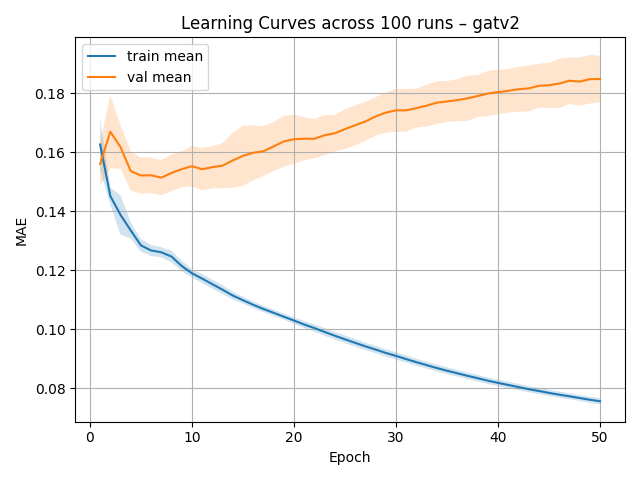 Learning Curves across 100 runs – gatv2
train mean
val mean
MAE
0.18
0.16
0.14
0.12
0.10
0.08
0 10 20 30 40 50
Epoch